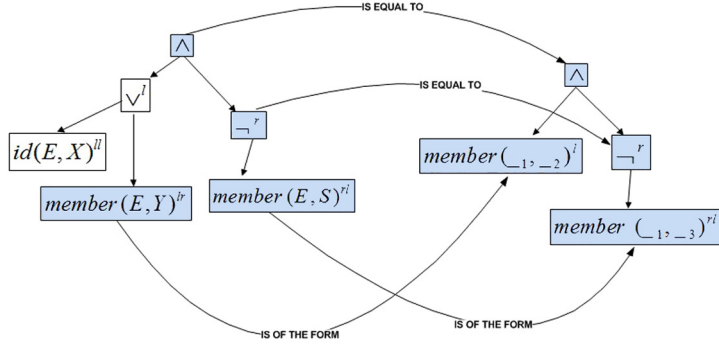 IS EQUAL TO
∧
∧
∨^l
IS EQUAL TO
¬^r
id(E, X)^ll
member(_1, _2)^l
¬^r
member(E, Y)^lr
member(E, S)^rl
member (_1, _3)^rl
IS OF THE FORM
IS OF THE FORM